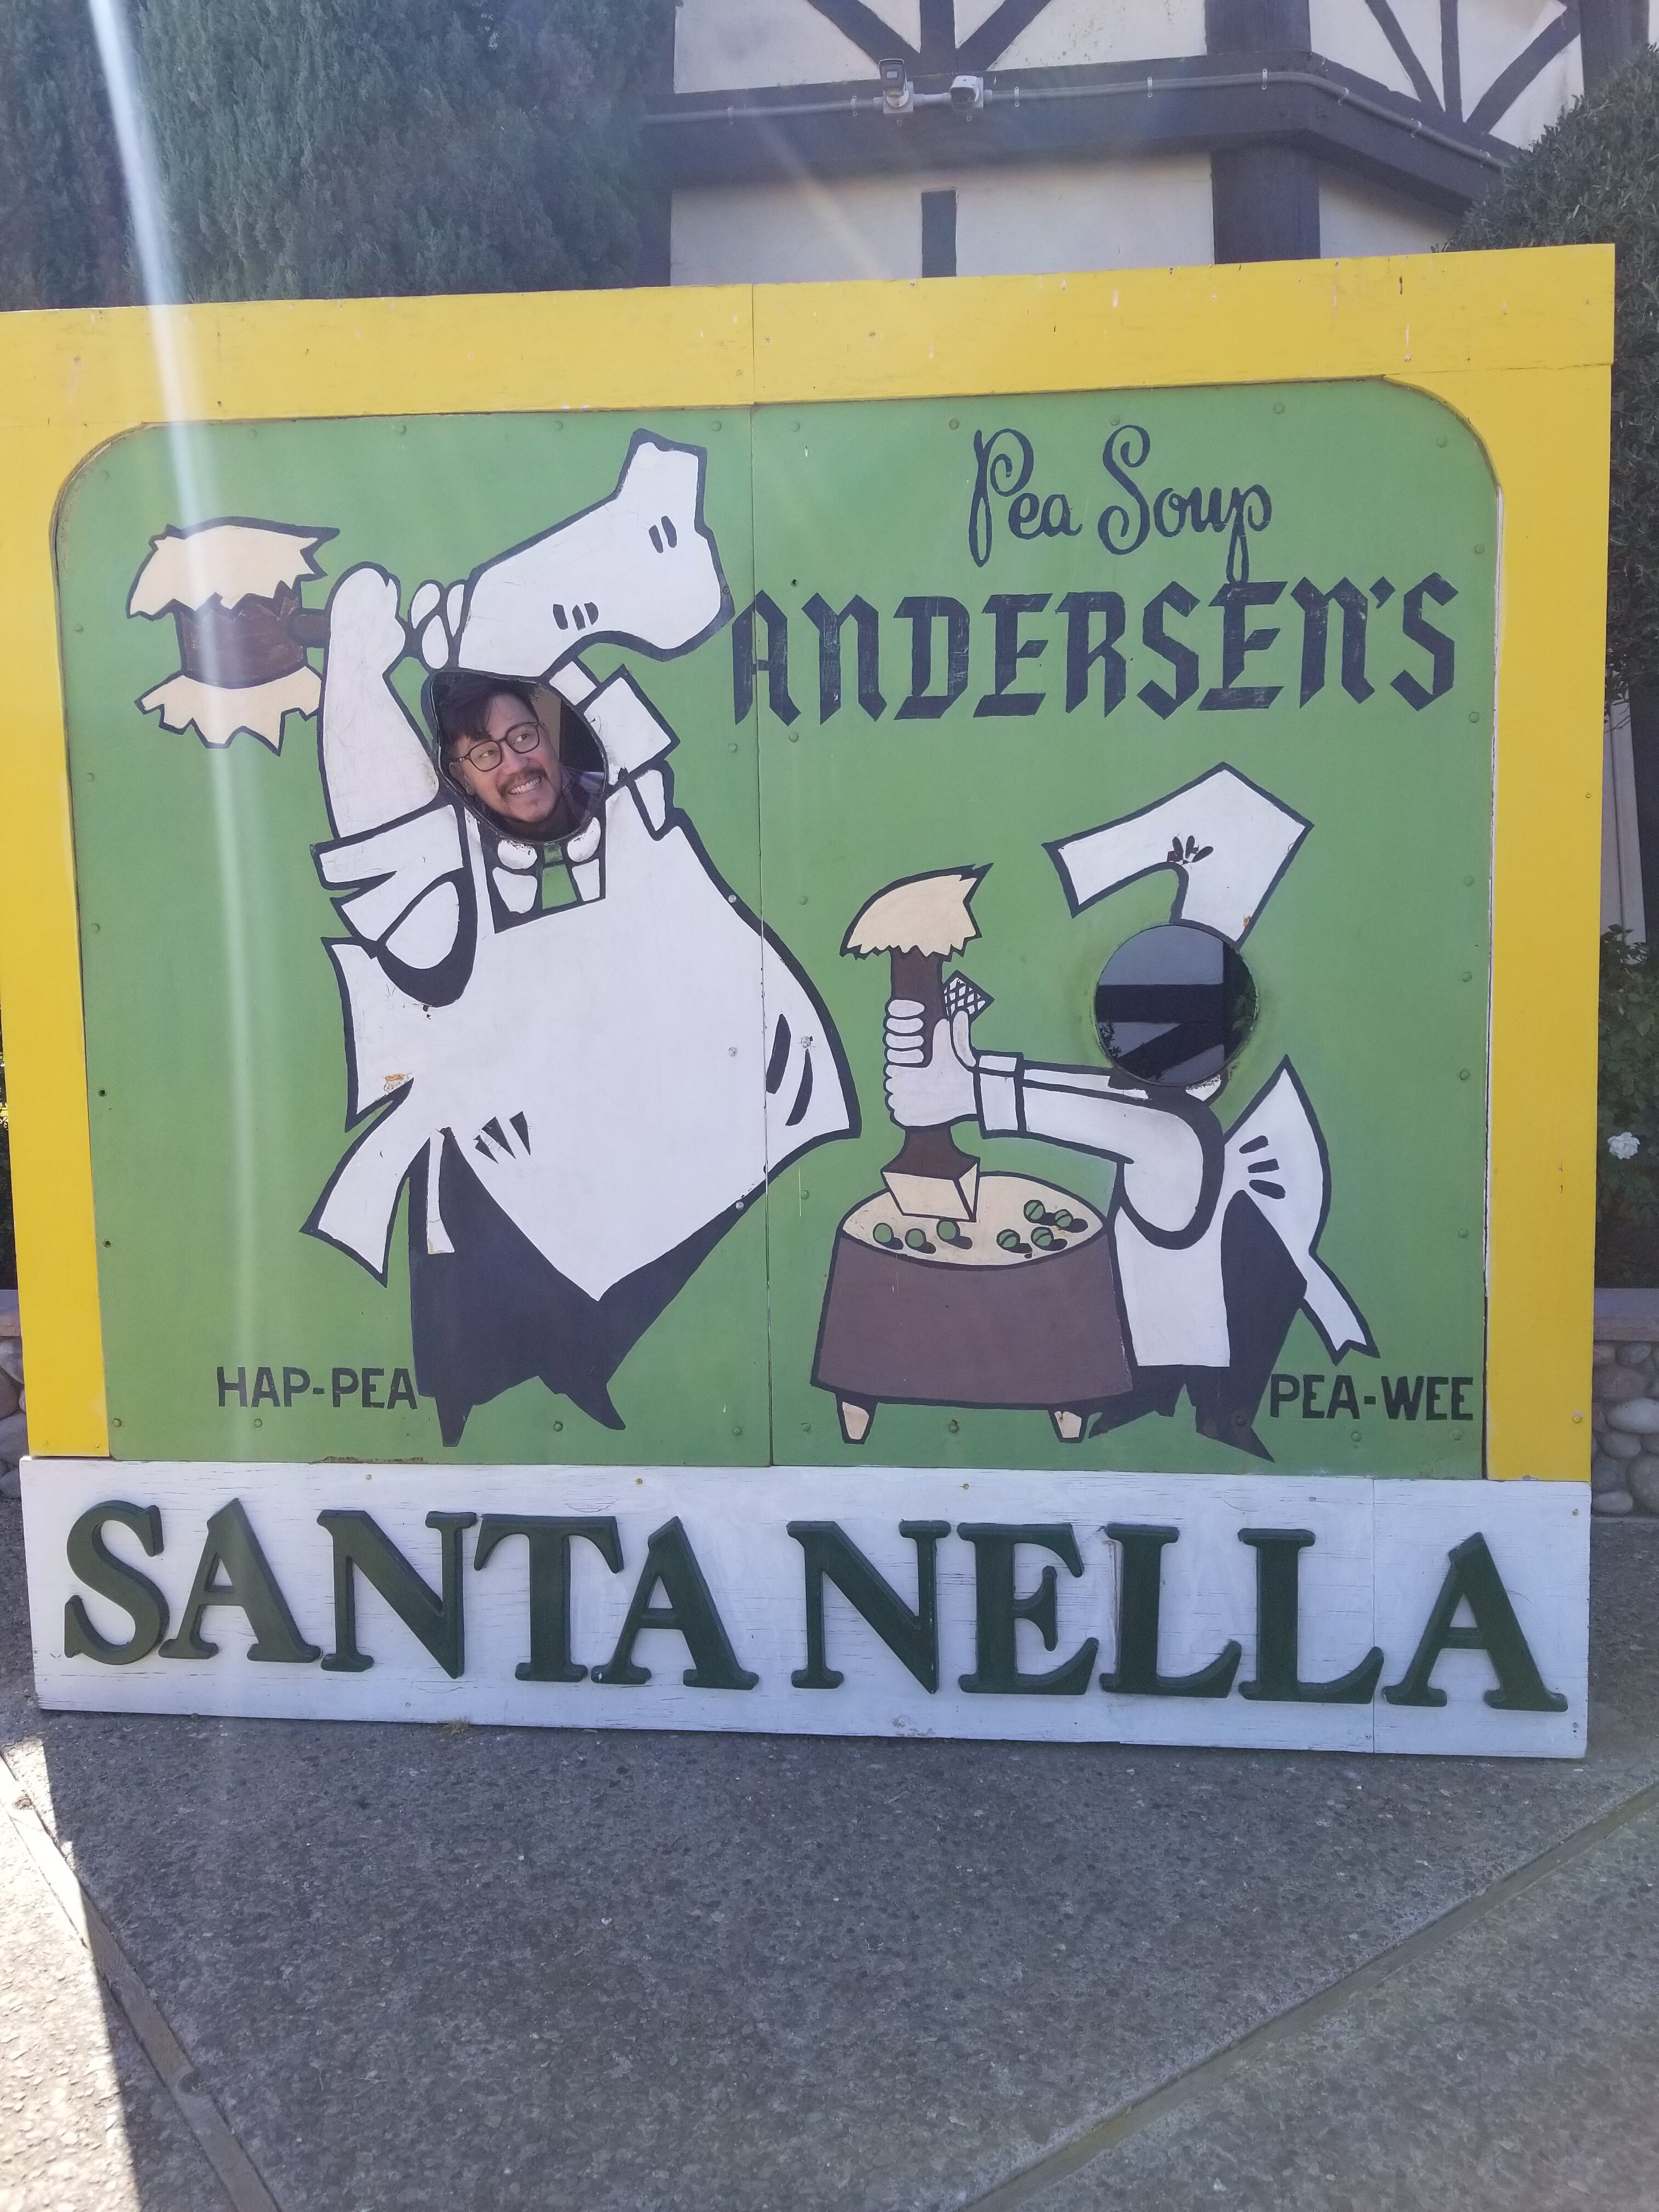 Pea Soup
ANDERSEN'S
HAP-PEA
PEA-WEE
SANTA NELLA